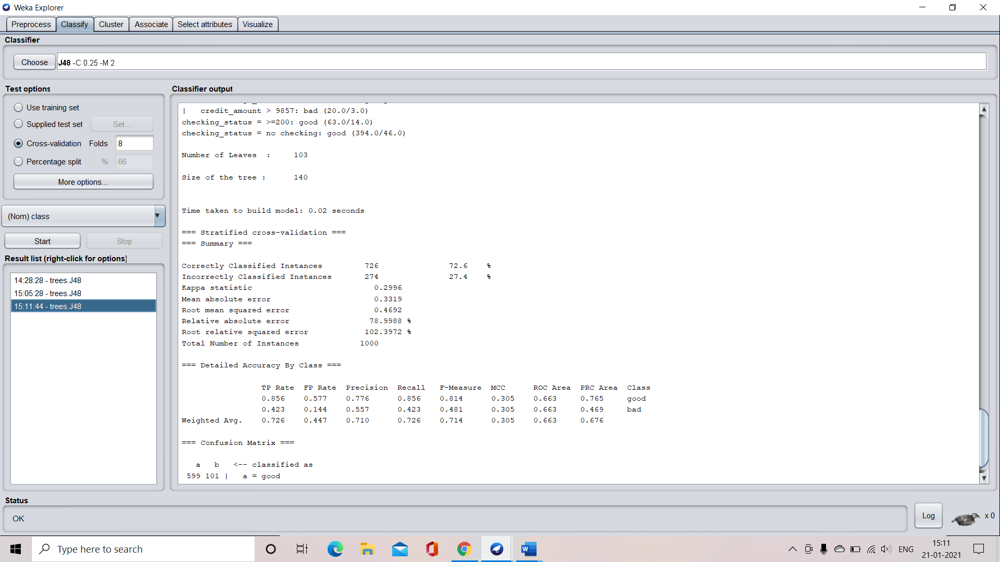 Weka Explorer
Preprocess Classify Cluster Associate Select attributes Visualize
Classifier
Choose J48 -C 0.25 -M 2
Test options
Use training set
Supplied test set Set...
Cross-validation Folds 8
Percentage split % 66
More options...
(Nom) class
Start Stop
Result list (right-click for options)
14:28:28 - trees.J48
15:05:28 - trees.J48
15:11:44 - trees.J48
Classifier output
| credit_amount > 9857: bad (20.0/3.0)
checking_status = >=200: good (63.0/14.0)
checking_status = no checking: good (394.0/46.0)
Number of Leaves : 103
Size of the tree : 140
Time taken to build model: 0.02 seconds
=== Stratified cross-validation ===
=== Summary ===
Correctly Classified Instances 726 72.6 %
Incorrectly Classified Instances 274 27.4 %
Kappa statistic 0.2996
Mean absolute error 0.3319
Root mean squared error 0.4692
Relative absolute error 78.9988 %
Root relative squared error 102.3972 %
Total Number of Instances 1000
=== Detailed Accuracy By Class ===
TP Rate FP Rate Precision Recall F-Measure MCC ROC Area PRC Area Class
0.856 0.577 0.776 0.856 0.814 0.305 0.663 0.765 good
0.423 0.144 0.557 0.423 0.481 0.305 0.663 0.469 bad
Weighted Avg. 0.726 0.447 0.710 0.726 0.714 0.305 0.663 0.676
=== Confusion Matrix ===
a b <-- classified as
599 101 | a = good
Status
OK
Log
x 0
Type here to search
ENG
15:11
21-01-2021